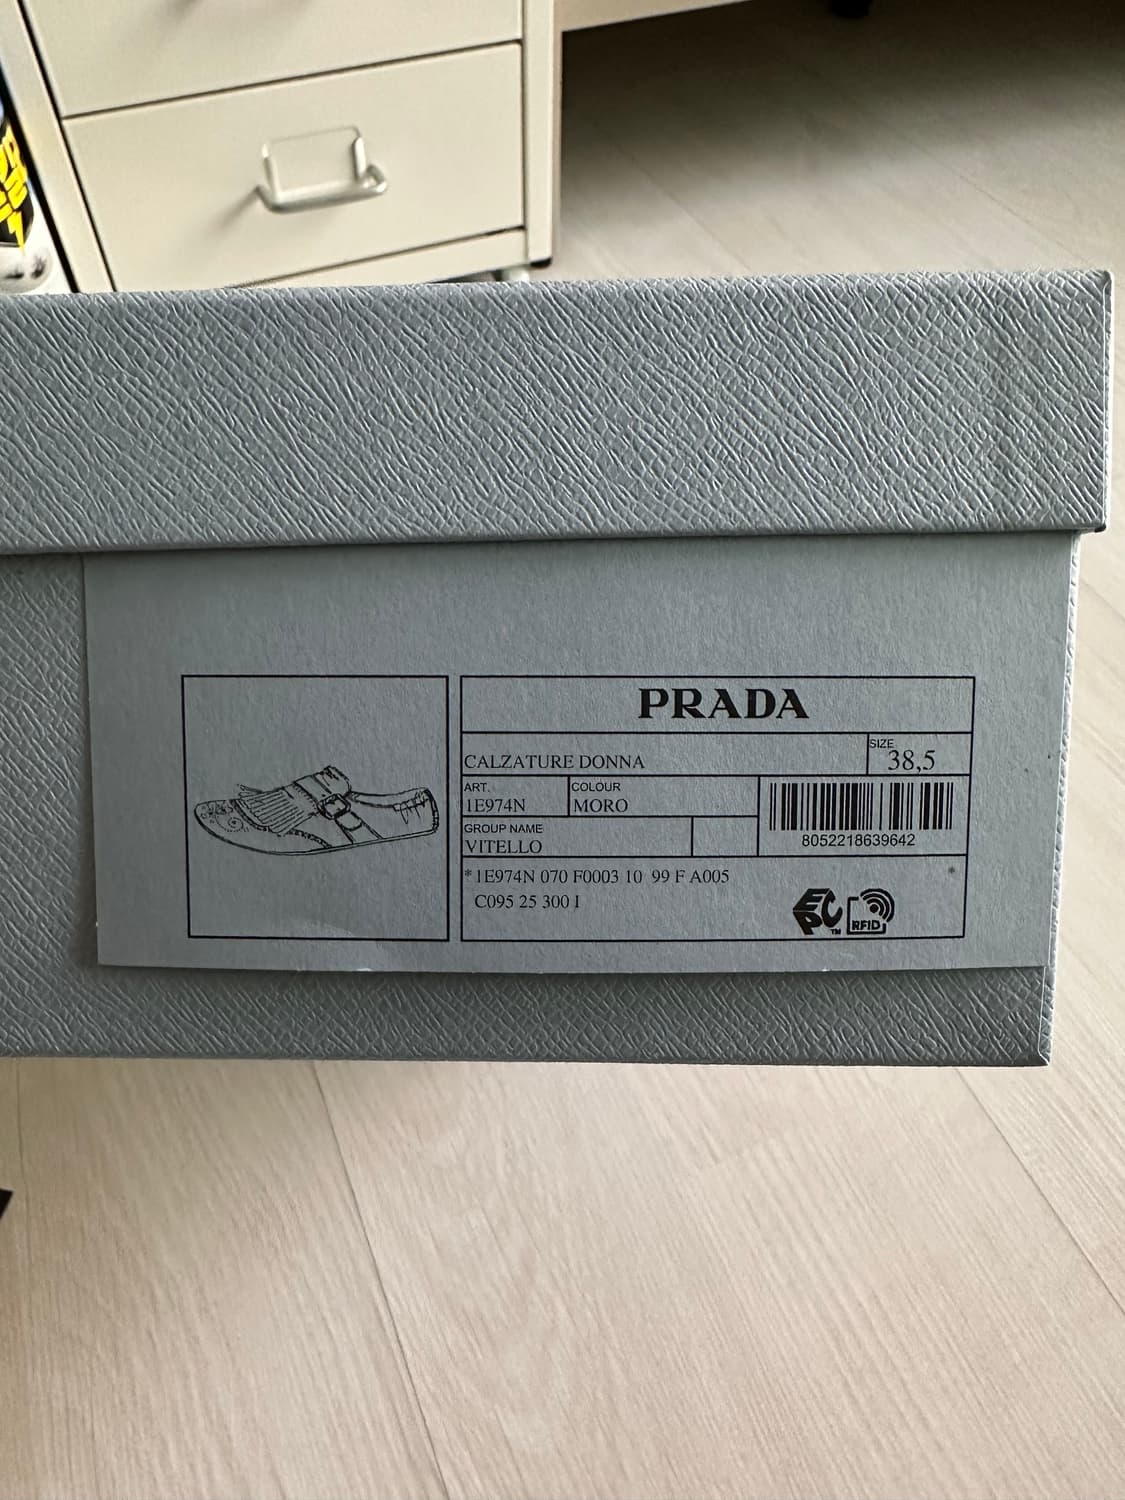 PRADA
CALZATURE DONNA
SIZE
38,5
ART.
1E974N
COLOUR
MORO
GROUP NAME
VITELLO
8052218639642
* 1E974N 070 F0003 10 99 F A005 *
C095 25 300 I
EPC™
RFID